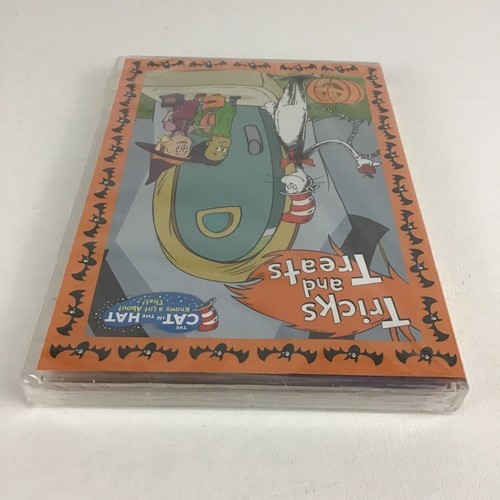 Tricks
and
Treats
THE
CAT IN THE HAT
Knows a Lot About
That!